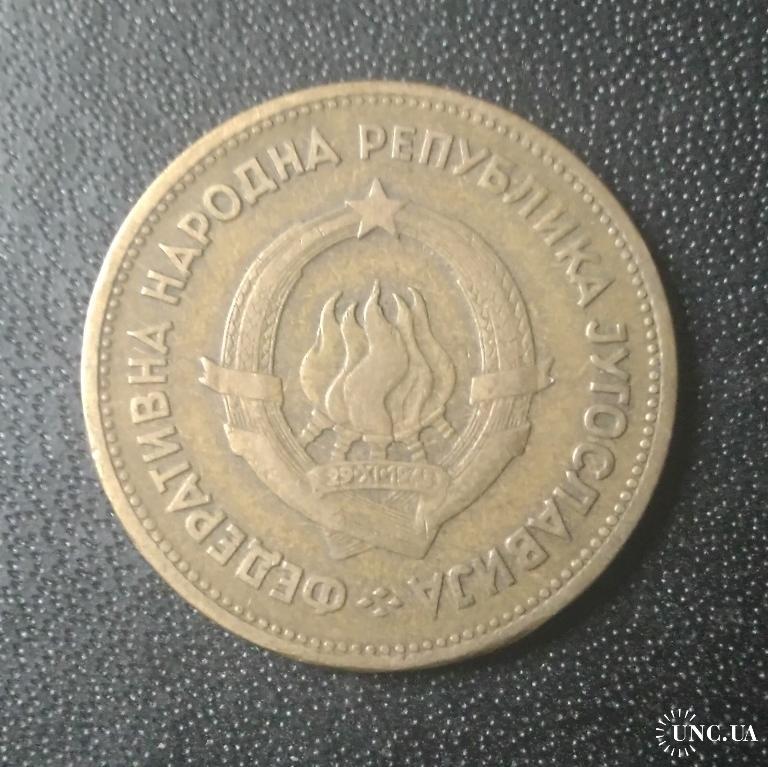 ФЕДЕРАТИВНА НАРОДНА РЕПУБЛИКА ЈУГОСЛАВИЈА
29·XI·1943
UNC.UA